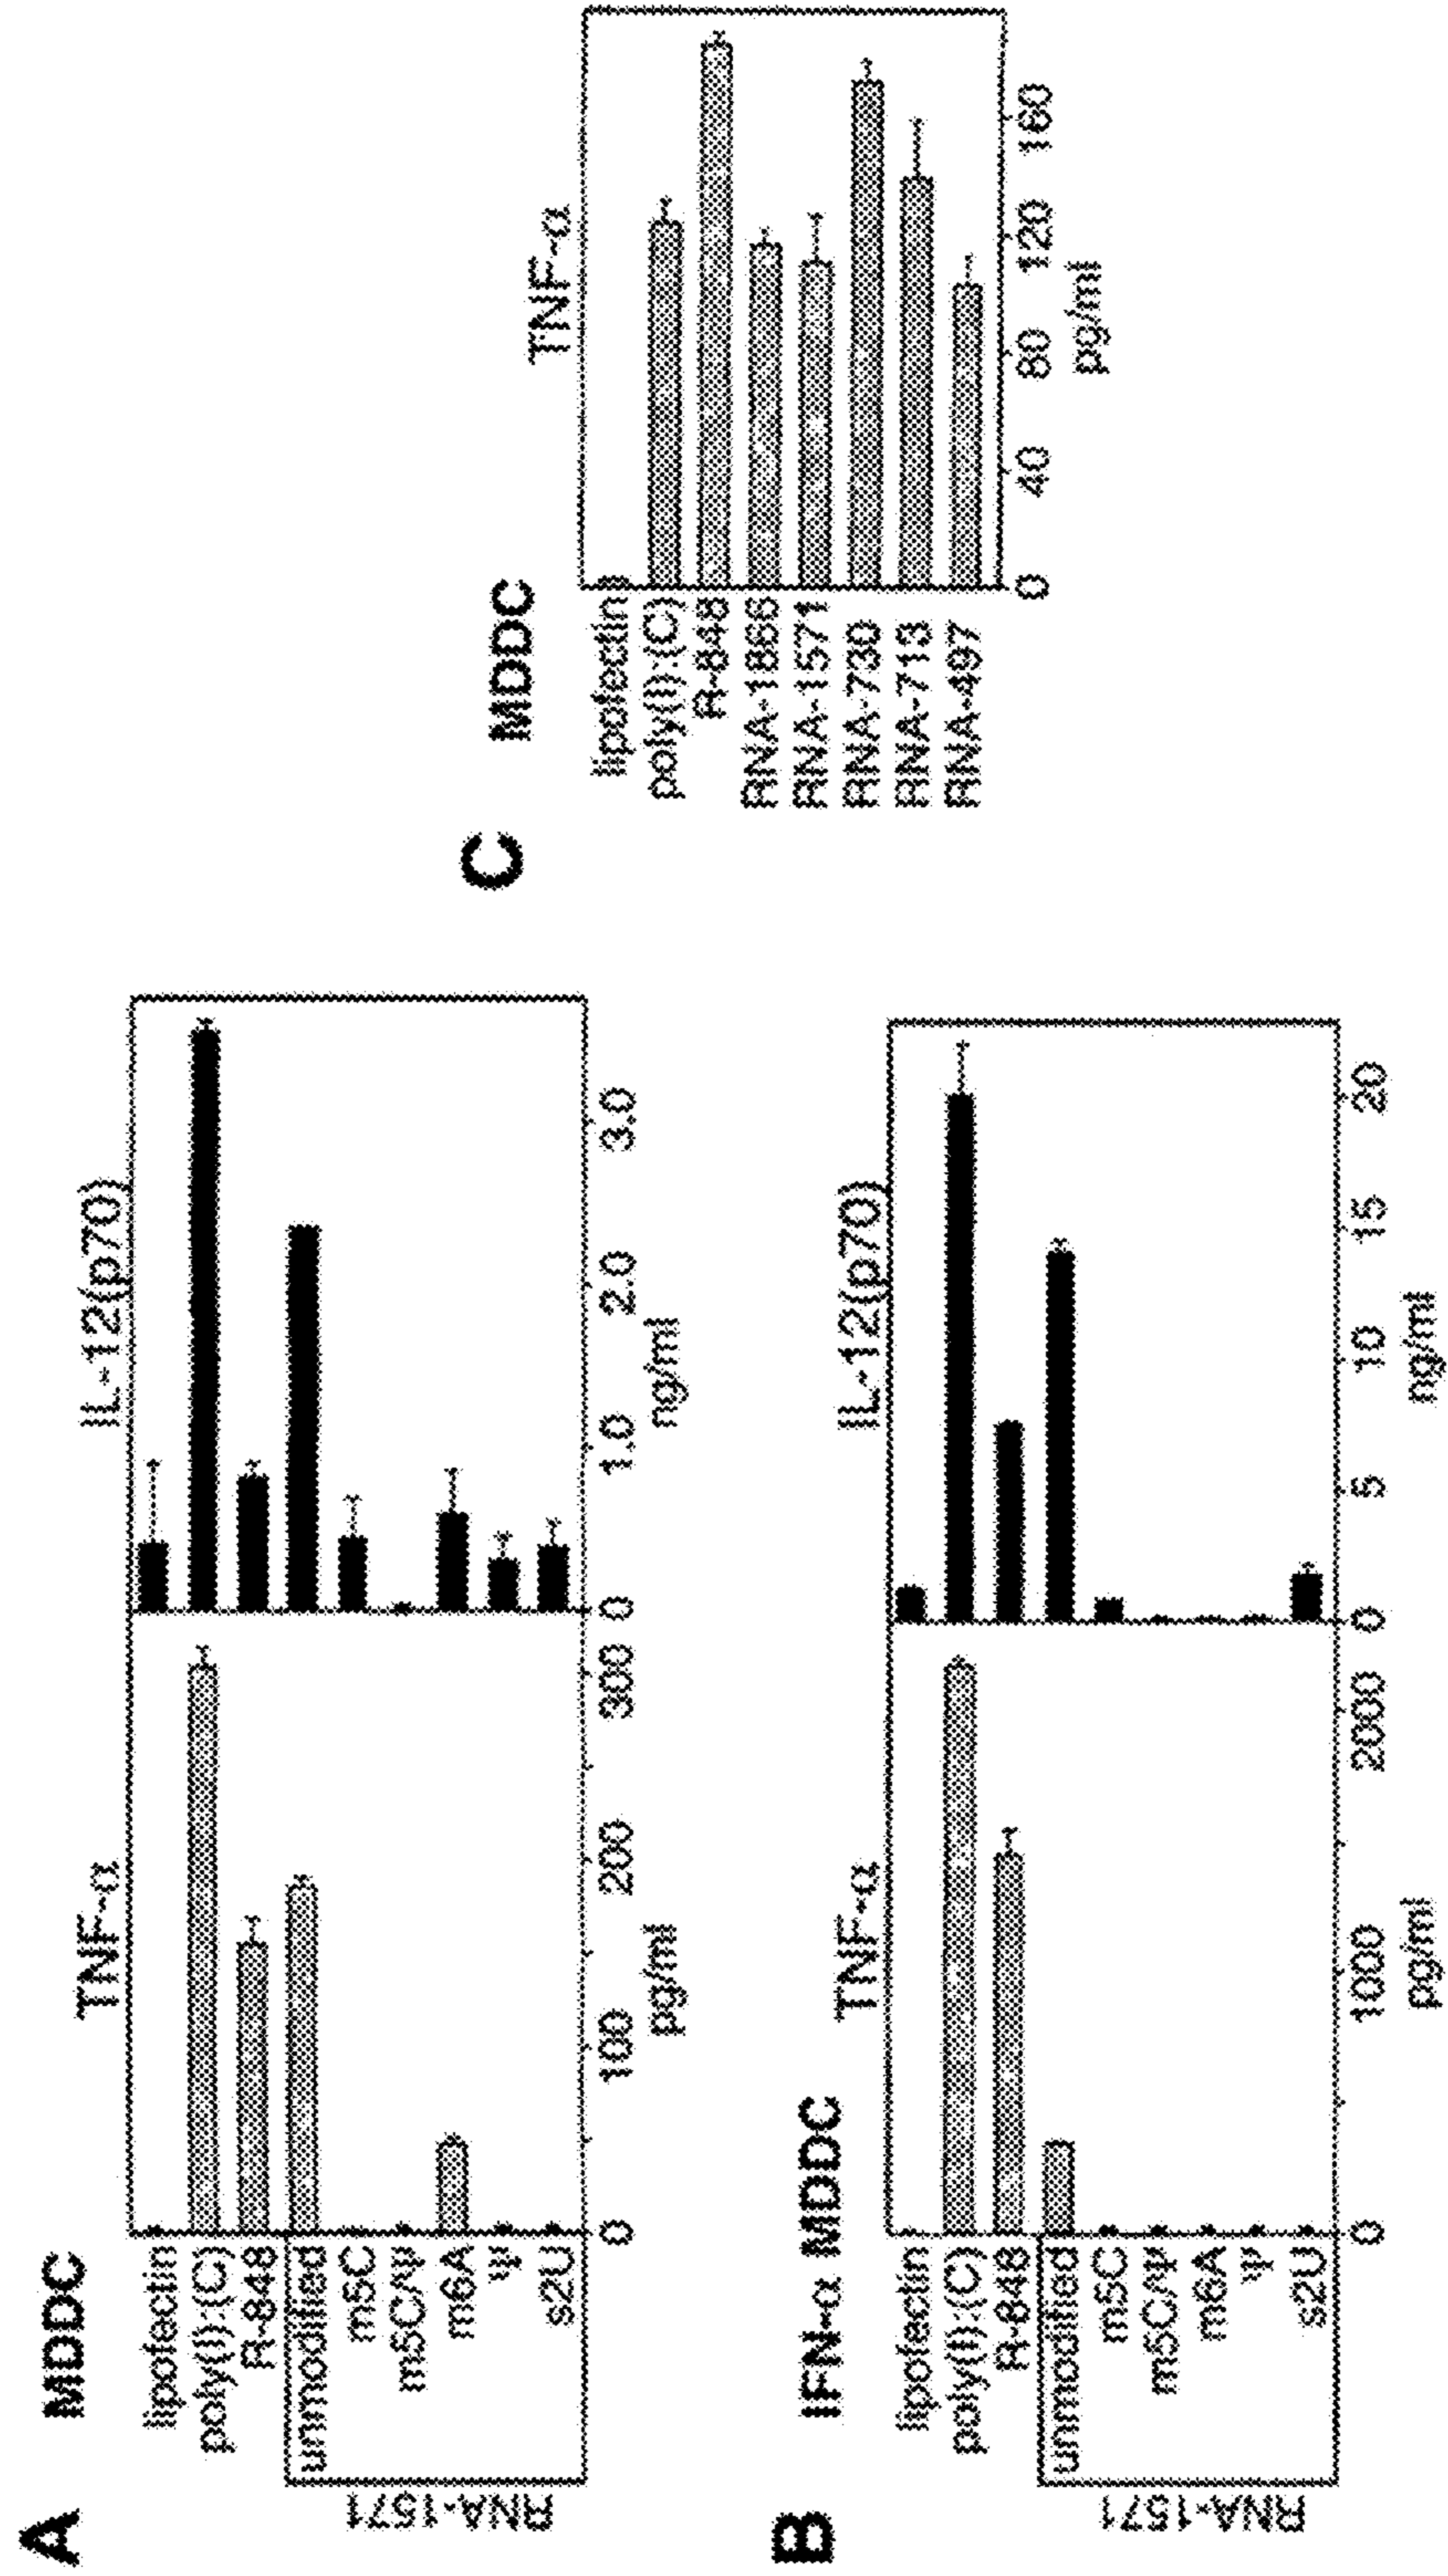 A
MDDC
TNF-α
IL-12(p70)
lipofectin
poly(I):(C)
R-848
unmodified
m5C
m5C/ψ
m6A
ψ
s2U
RNA-1571
0 100 200 300
pg/ml
0 1.0 2.0 3.0
ng/ml
B
IFN-α MDDC
TNF-α
IL-12(p70)
lipofectin
poly(I):(C)
R-848
unmodified
m5C
m5C/ψ
m6A
ψ
s2U
RNA-1571
0 1000 2000
pg/ml
0 5 10 15 20
ng/ml
C
MDDC
TNF-α
lipofectin
poly(I):(C)
R-848
RNA-1866
RNA-1571
RNA-730
RNA-713
RNA-497
0 40 80 120 160
pg/ml